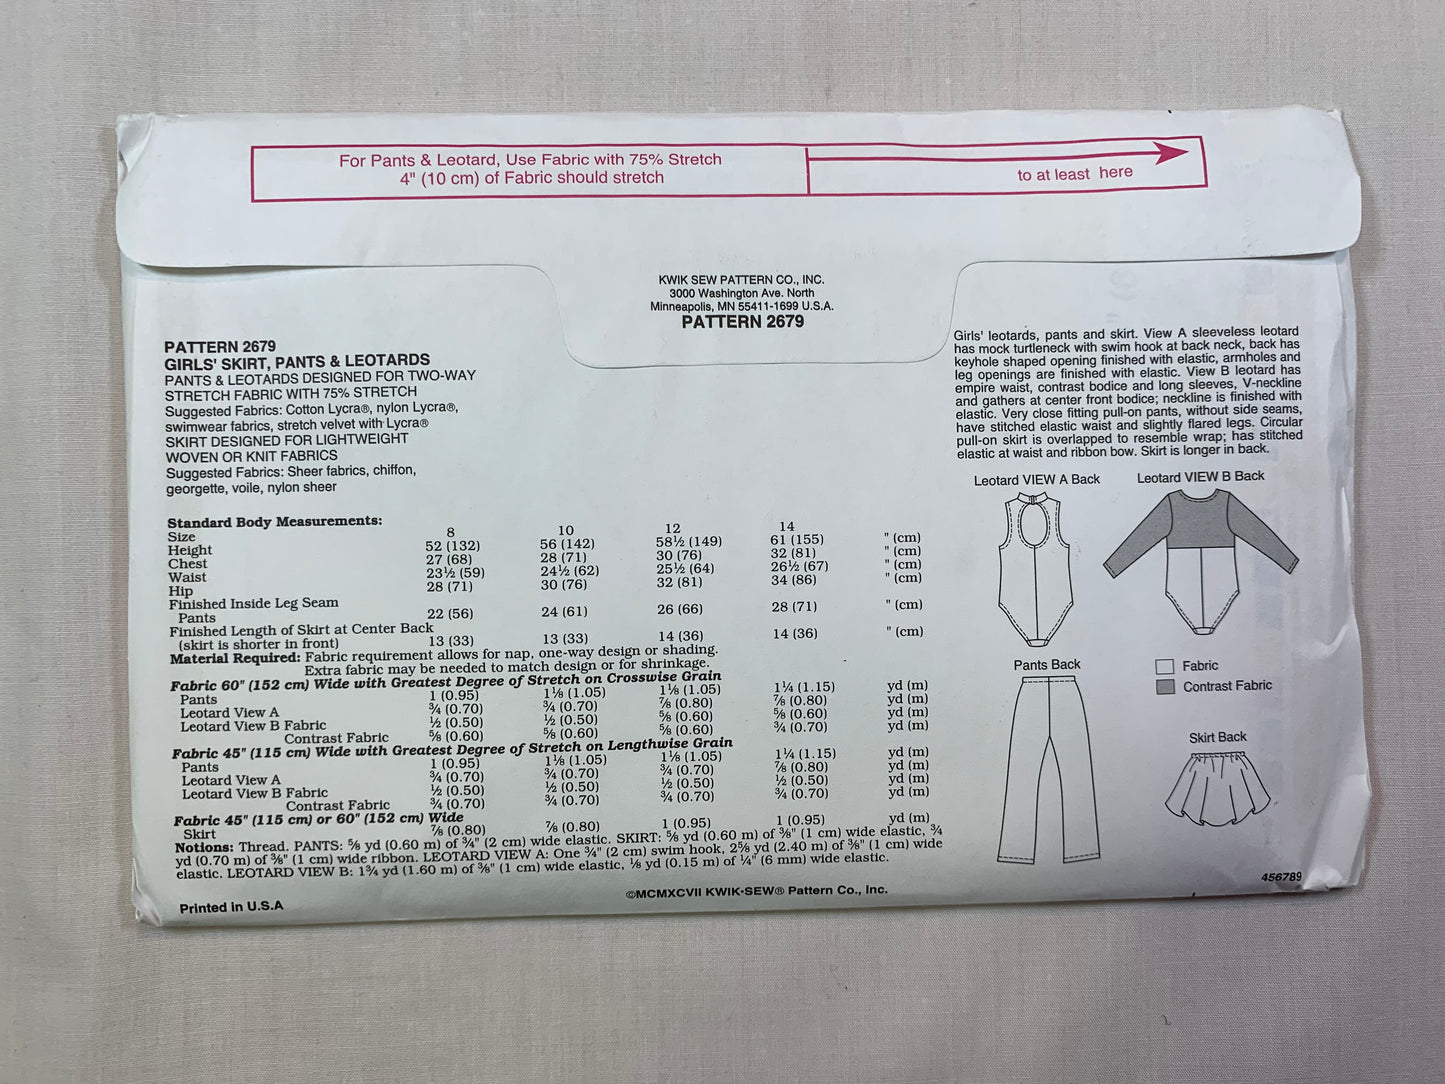 For Pants & Leotard, Use Fabric with 75% Stretch
4" (10 cm) of Fabric should stretch
to at least here
KWIK SEW PATTERN CO., INC.
3000 Washington Ave. North
Minneapolis, MN 55411-1699 U.S.A.
PATTERN 2679
PATTERN 2679
GIRLS' SKIRT, PANTS & LEOTARDS
PANTS & LEOTARDS DESIGNED FOR TWO-WAY
STRETCH FABRIC WITH 75% STRETCH
Suggested Fabrics: Cotton Lycra®, nylon Lycra®,
swimwear fabrics, stretch velvet with Lycra®
SKIRT DESIGNED FOR LIGHTWEIGHT
WOVEN OR KNIT FABRICS
Suggested Fabrics: Sheer fabrics, chiffon,
georgette, voile, nylon sheer
Girls' leotards, pants and skirt. View A sleeveless leotard
has mock turtleneck with swim hook at back neck, back has
keyhole shaped opening finished with elastic, armholes and
leg openings are finished with elastic. View B leotard has
empire waist, contrast bodice and long sleeves, V-neckline
and gathers at center front bodice; neckline is finished with
elastic. Very close fitting pull-on pants, without side seams,
have stitched elastic waist and slightly flared legs. Circular
pull-on skirt is overlapped to resemble wrap; has stitched
elastic at waist and ribbon bow. Skirt is longer in back.
Standard Body Measurements:
Size 8 10 12 14
Height 52 (132) 56 (142) 58½ (149) 61 (155) " (cm)
Chest 27 (68) 28 (71) 30 (76) 32 (81) " (cm)
Waist 23½ (59) 24½ (62) 25½ (64) 26½ (67) " (cm)
Hip 28 (71) 30 (76) 32 (81) 34 (86) " (cm)
Finished Inside Leg Seam
Pants 22 (56) 24 (61) 26 (66) 28 (71) " (cm)
Finished Length of Skirt at Center Back
(skirt is shorter in front) 13 (33) 13 (33) 14 (36) 14 (36) " (cm)
Material Required: Fabric requirement allows for nap, one-way design or shading.
Extra fabric may be needed to match design or for shrinkage.
Fabric 60" (152 cm) Wide with Greatest Degree of Stretch on Crosswise Grain
Pants 1 (0.95) 1⅛ (1.05) 1⅛ (1.05) 1¼ (1.15) yd (m)
Leotard View A ¾ (0.70) ¾ (0.70) ⅞ (0.80) ⅞ (0.80) yd (m)
Leotard View B Fabric ½ (0.50) ½ (0.50) ⅝ (0.60) ⅝ (0.60) yd (m)
Contrast Fabric ⅝ (0.60) ⅝ (0.60) ⅝ (0.60) ¾ (0.70) yd (m)
Fabric 45" (115 cm) Wide with Greatest Degree of Stretch on Lengthwise Grain
Pants 1 (0.95) 1⅛ (1.05) 1⅛ (1.05) 1¼ (1.15) yd (m)
Leotard View A ¾ (0.70) ¾ (0.70) ¾ (0.70) ⅞ (0.80) yd (m)
Leotard View B Fabric ½ (0.50) ½ (0.50) ½ (0.50) ½ (0.50) yd (m)
Contrast Fabric ¾ (0.70) ¾ (0.70) ¾ (0.70) ¾ (0.70) yd (m)
Fabric 45" (115 cm) or 60" (152 cm) Wide
Skirt ⅞ (0.80) ⅞ (0.80) 1 (0.95) 1 (0.95) yd (m)
Notions: Thread. PANTS: ⅝ yd (0.60 m) of ¾" (2 cm) wide elastic. SKIRT: ⅝ yd (0.60 m) of ⅜" (1 cm) wide elastic, ¾
yd (0.70 m) of ⅜" (1 cm) wide ribbon. LEOTARD VIEW A: One ¾" (2 cm) swim hook, 2⅝ yd (2.40 m) of ⅜" (1 cm) wide
elastic. LEOTARD VIEW B: 1¾ yd (1.60 m) of ⅜" (1 cm) wide elastic, ⅛ yd (0.15 m) of ¼" (6 mm) wide elastic.
Leotard VIEW A Back
Leotard VIEW B Back
Pants Back
Fabric
Contrast Fabric
Skirt Back
456789
Printed in U.S.A
©MCMXCVII KWIK•SEW® Pattern Co., Inc.